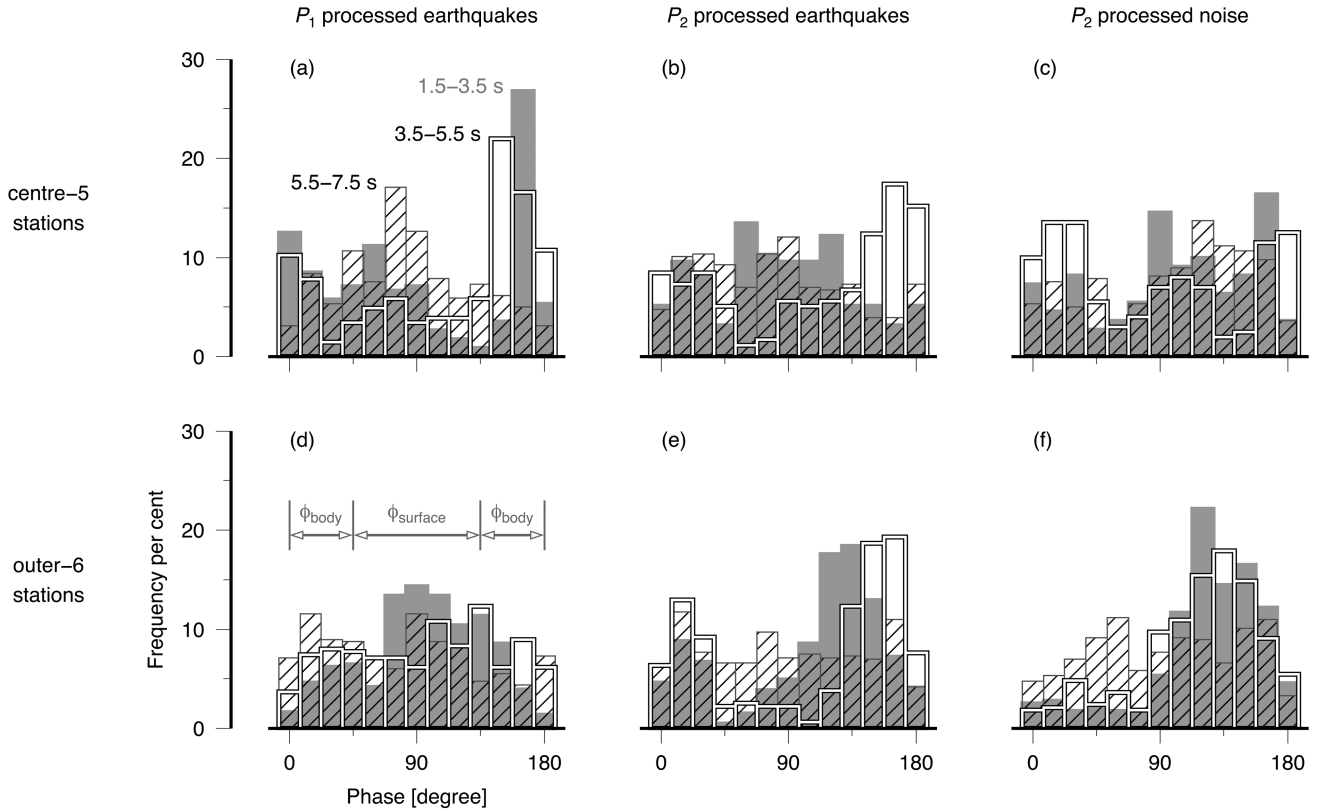 P1 processed earthquakes
P2 processed earthquakes
P2 processed noise
30
20
10
0
(a)
(b)
(c)
1.5−3.5 s
3.5−5.5 s
5.5−7.5 s
centre−5
stations
30
20
10
0
(d)
(e)
(f)
ϕbody
ϕsurface
ϕbody
outer−6
stations
Frequency per cent
0 90 180
0 90 180
0 90 180
Phase [degree]